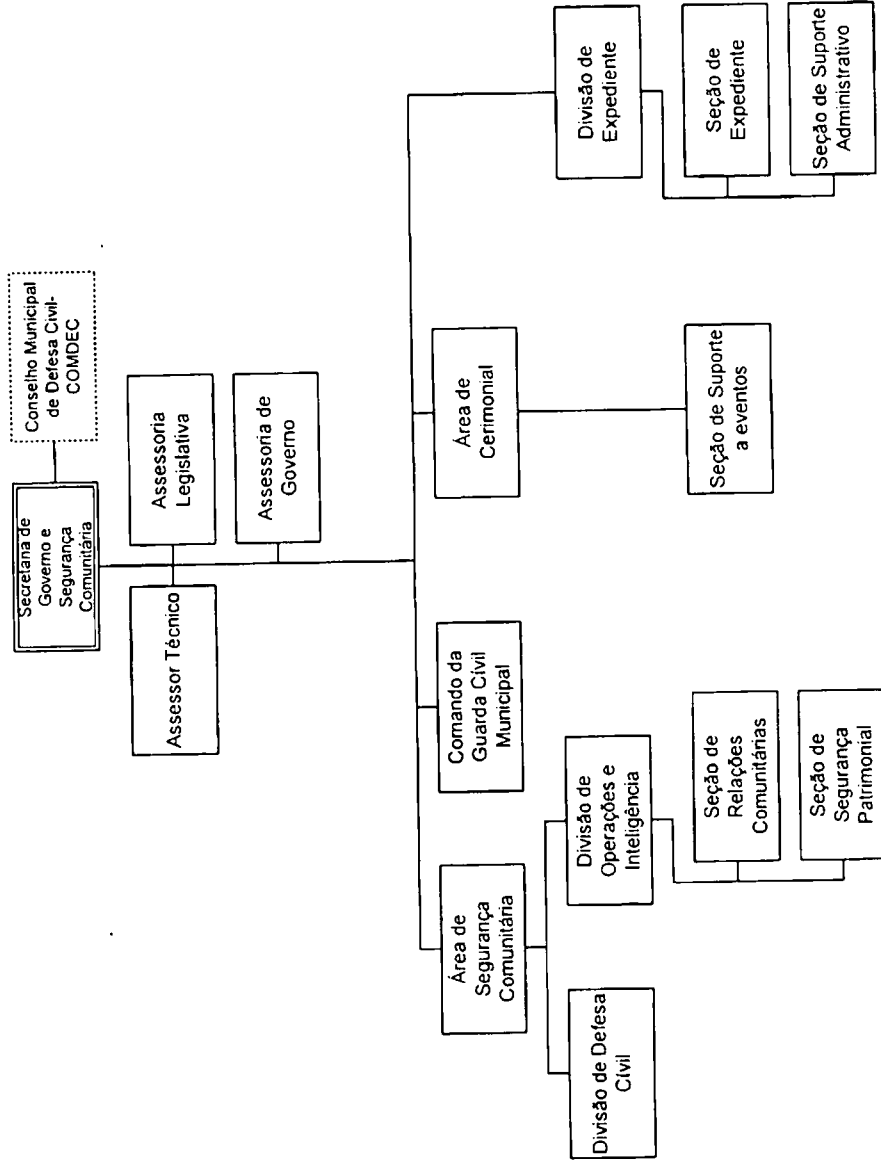 Secretana de
Governo e
Segurança
Comunitária
Conselho Municipal
de Defesa Civil-
COMDEC
Assessor Técnico
Assessoria
Legislativa
Assessoria de
Governo
Área de
Segurança
Comunitária
Comando da
Guarda Cívil
Municipal
Área de
Cerimonial
Divisão de
Expediente
Divisão de Defesa
Cívil
Divisão de
Operações e
Inteligência
Seção de
Relações
Comunitárias
Seção de
Segurança
Patrimonial
Seção de Suporte
a eventos
Seção de
Expediente
Seção de Suporte
Administrativo